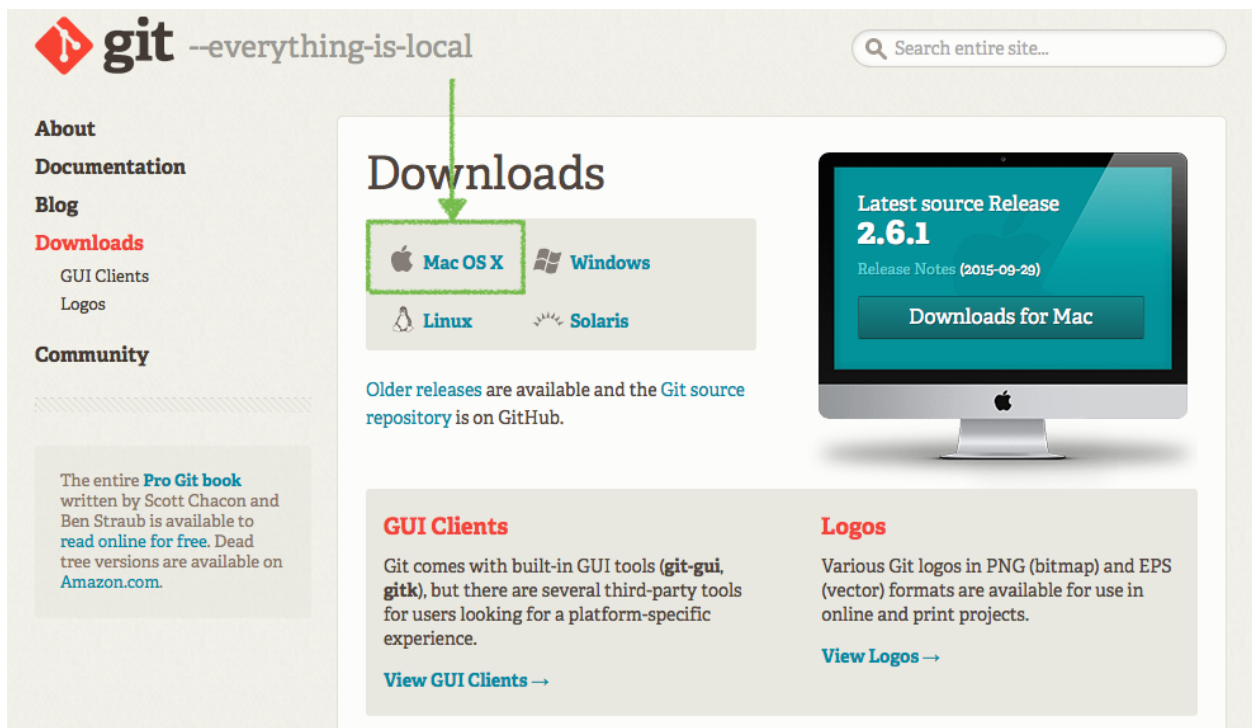 git --everything-is-local
Search entire site...
About
Documentation
Blog
Downloads
GUI Clients
Logos
Community
The entire Pro Git book
written by Scott Chacon and
Ben Straub is available to
read online for free. Dead
tree versions are available on
Amazon.com.
Downloads
Mac OS X
Windows
Linux
Solaris
Older releases are available and the Git source
repository is on GitHub.
Latest source Release
2.6.1
Release Notes (2015-09-29)
Downloads for Mac
GUI Clients
Git comes with built-in GUI tools (git-gui,
gitk), but there are several third-party tools
for users looking for a platform-specific
experience.
View GUI Clients →
Logos
Various Git logos in PNG (bitmap) and EPS
(vector) formats are available for use in
online and print projects.
View Logos →